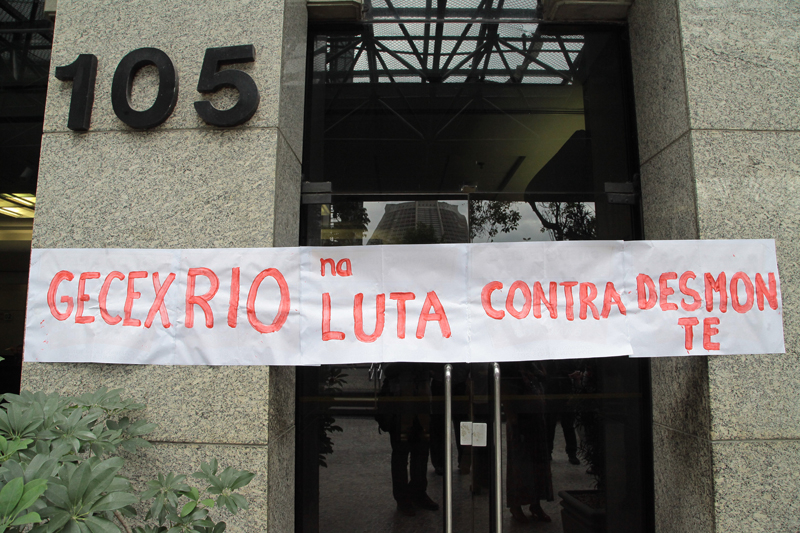 105
GECEXRIO na LUTA CONTRA DESMON
TE